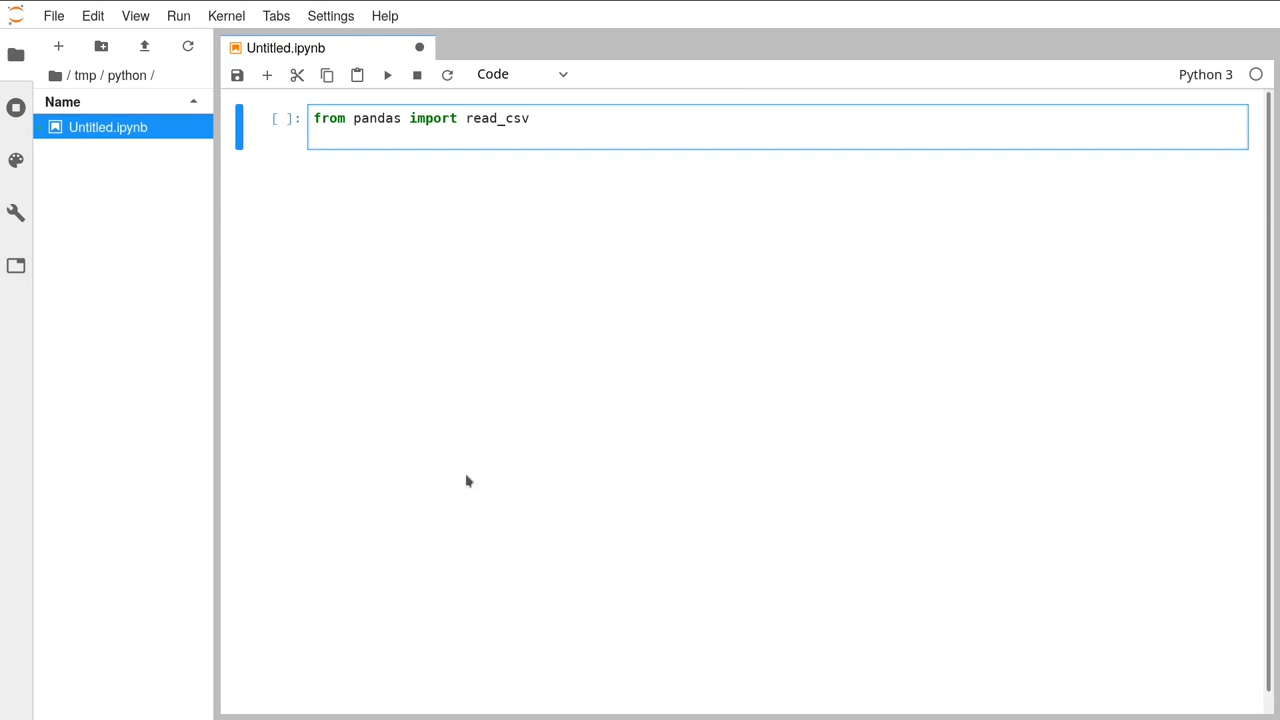 File Edit View Run Kernel Tabs Settings Help
Untitled.ipynb
Code Python 3
/ tmp / python /
Name
Untitled.ipynb
[ ]: from pandas import read_csv